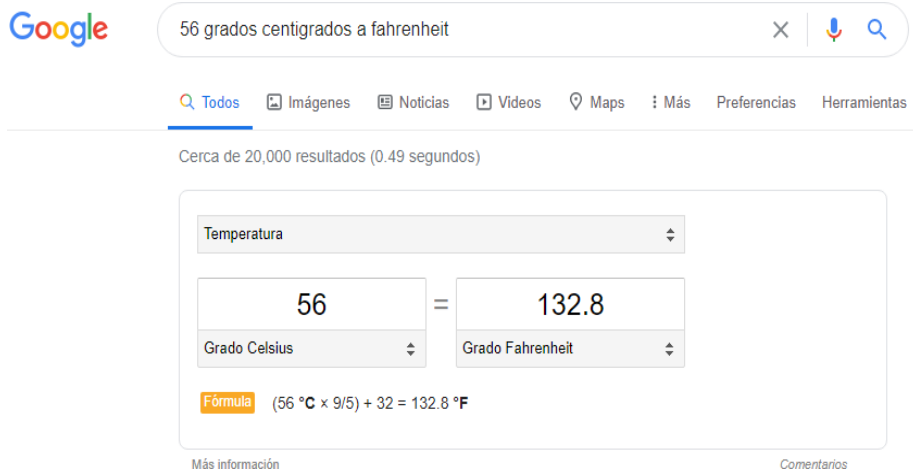 Google
56 grados centigrados a fahrenheit
Todos Imágenes Noticias Videos Maps Más Preferencias Herramientas
Cerca de 20,000 resultados (0.49 segundos)
Temperatura
56 = 132.8
Grado Celsius Grado Fahrenheit
Fórmula (56 °C × 9/5) + 32 = 132.8 °F
Más información Comentarios